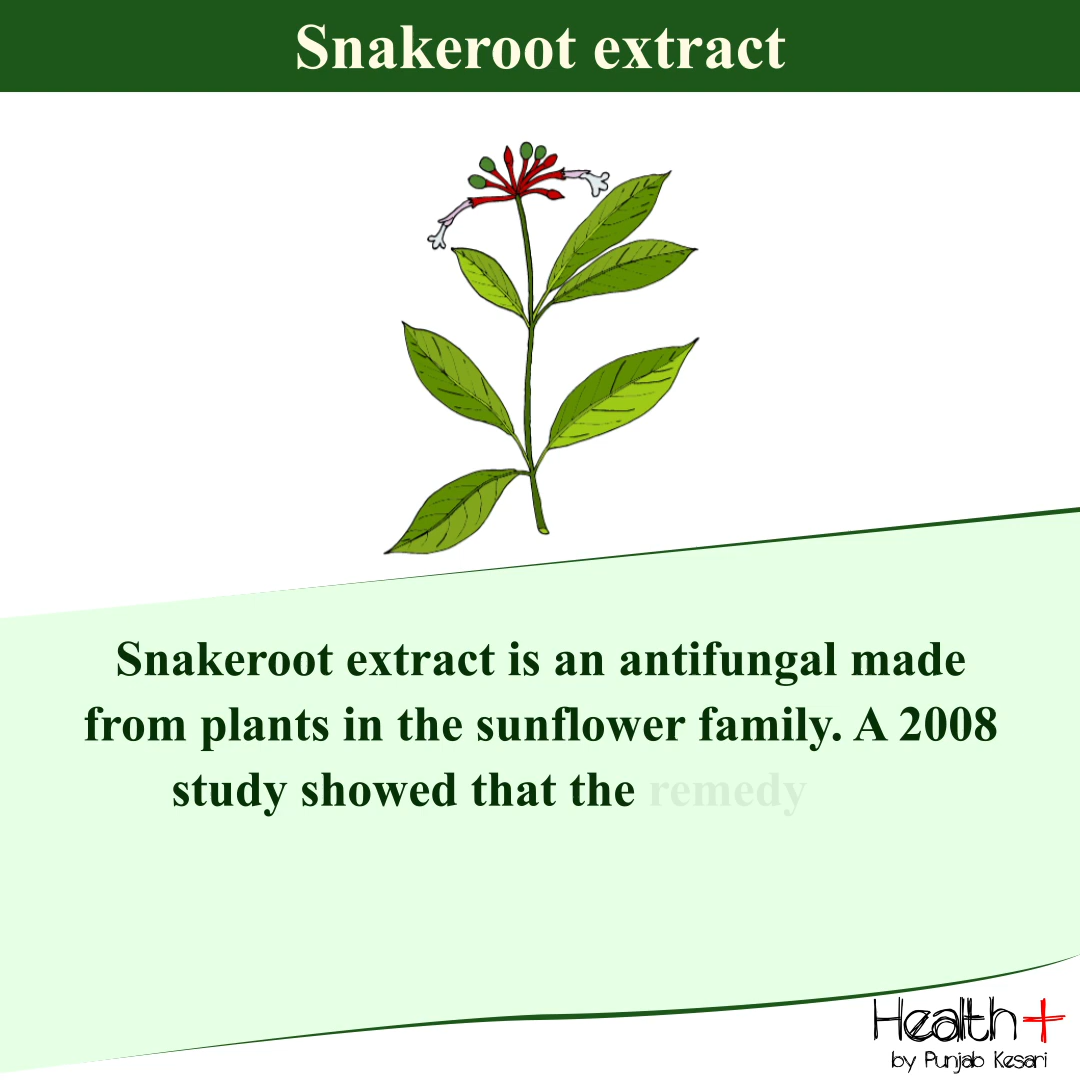 Snakeroot extract
Snakeroot extract is an antifungal made
from plants in the sunflower family. A 2008
study showed that the remedy
Health+
by Punjab Kesari